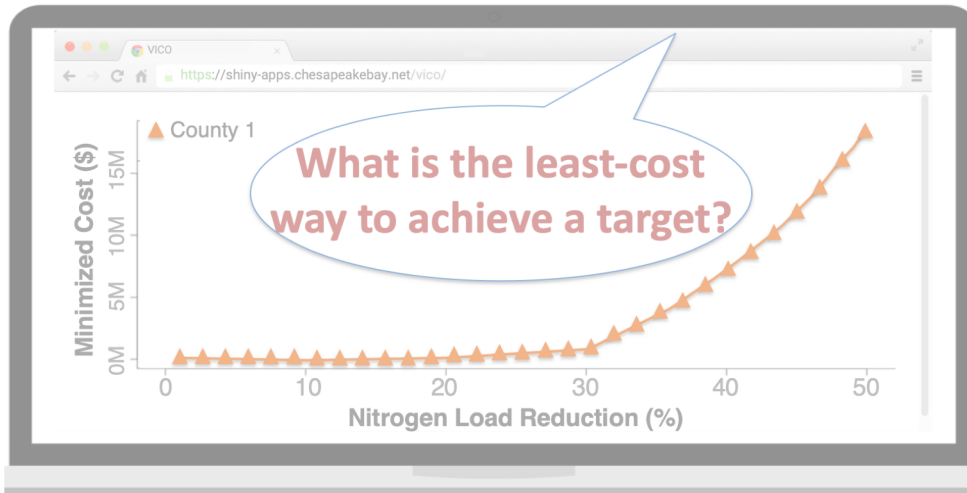 VICO
https://shiny-apps.chesapeakebay.net/vico/
County 1
What is the least-cost
way to achieve a target?
Minimized Cost ($)
15M
10M
5M
0M
0 10 20 30 40 50
Nitrogen Load Reduction (%)